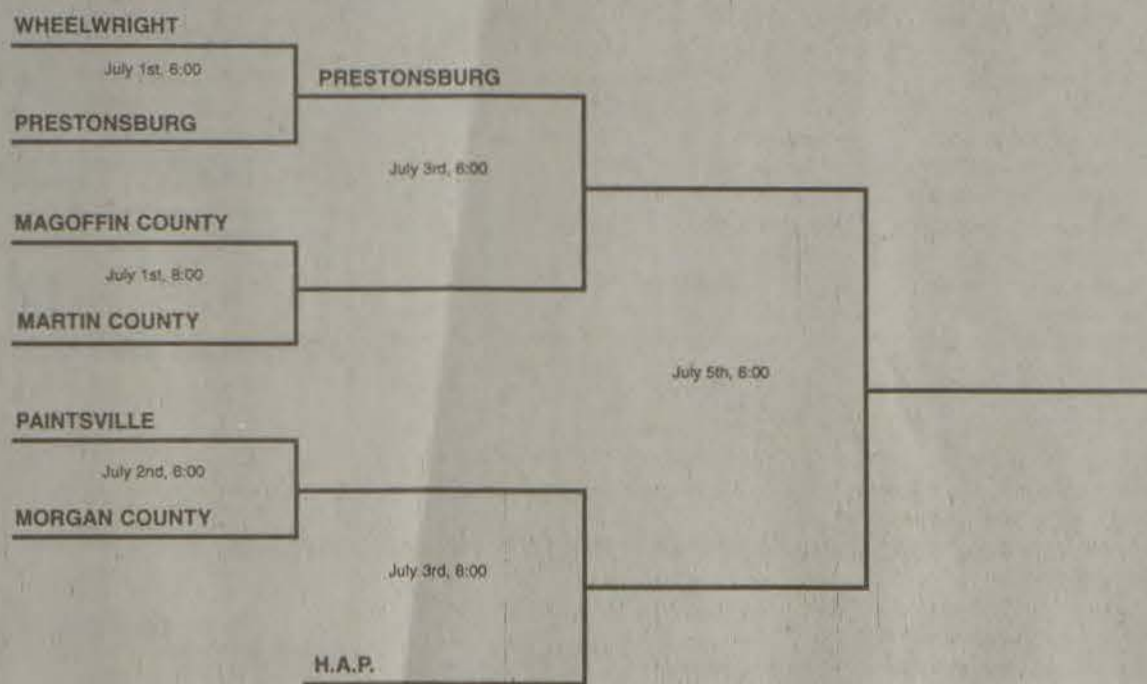 WHEELWRIGHT
July 1st, 6:00
PRESTONSBURG
PRESTONSBURG
July 3rd, 6:00
MAGOFFIN COUNTY
July 1st, 8:00
MARTIN COUNTY
July 5th, 6:00
PAINTSVILLE
July 2nd, 6:00
MORGAN COUNTY
July 3rd, 8:00
H.A.P.